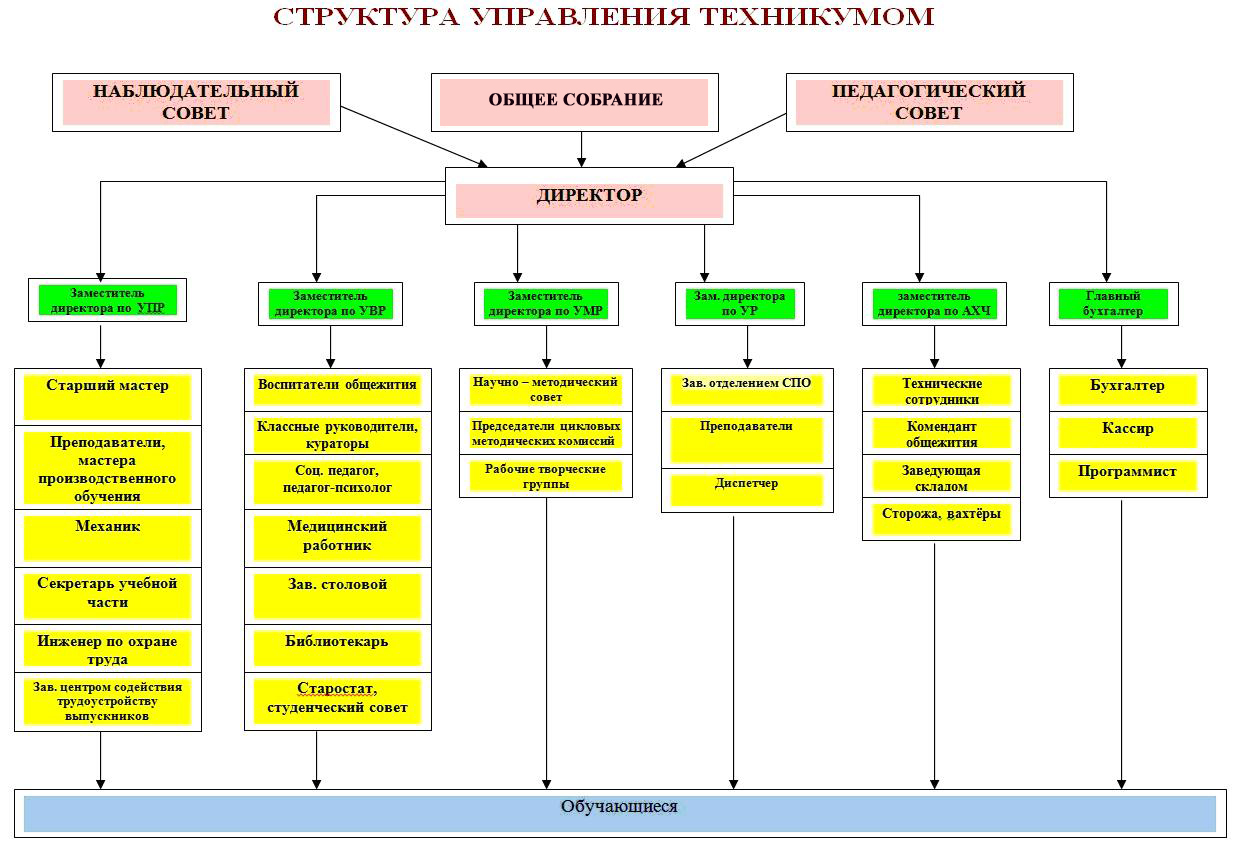 СТРУКТУРА УПРАВЛЕНИЯ ТЕХНИКУМОМ
НАБЛЮДАТЕЛЬНЫЙ
СОВЕТ
ОБЩЕЕ СОБРАНИЕ
ПЕДАГОГИЧЕСКИЙ
СОВЕТ
ДИРЕКТОР
Заместитель
директора по УПР
Заместитель
директора по УВР
Заместитель
директора по УМР
Зам. директора
по УР
заместитель
директора по АХЧ
Главный
бухгалтер
Старший мастер
Преподаватели,
мастера
производственного
обучения
Механик
Секретарь учебной
части
Инженер по охране
труда
Зав. центром содействия
трудоустройству
выпускников
Воспитатели общежития
Классные руководители,
кураторы
Соц. педагог,
педагог-психолог
Медицинский
работник
Зав. столовой
Библиотекарь
Старостат,
студенческий совет
Научно – методический
совет
Председатели цикловых
методических комиссий
Рабочие творческие
группы
Зав. отделением СПО
Преподаватели
Диспетчер
Технические
сотрудники
Комендант
общежития
Заведующая
складом
Сторожа, вахтёры
Бухгалтер
Кассир
Программист
Обучающиеся